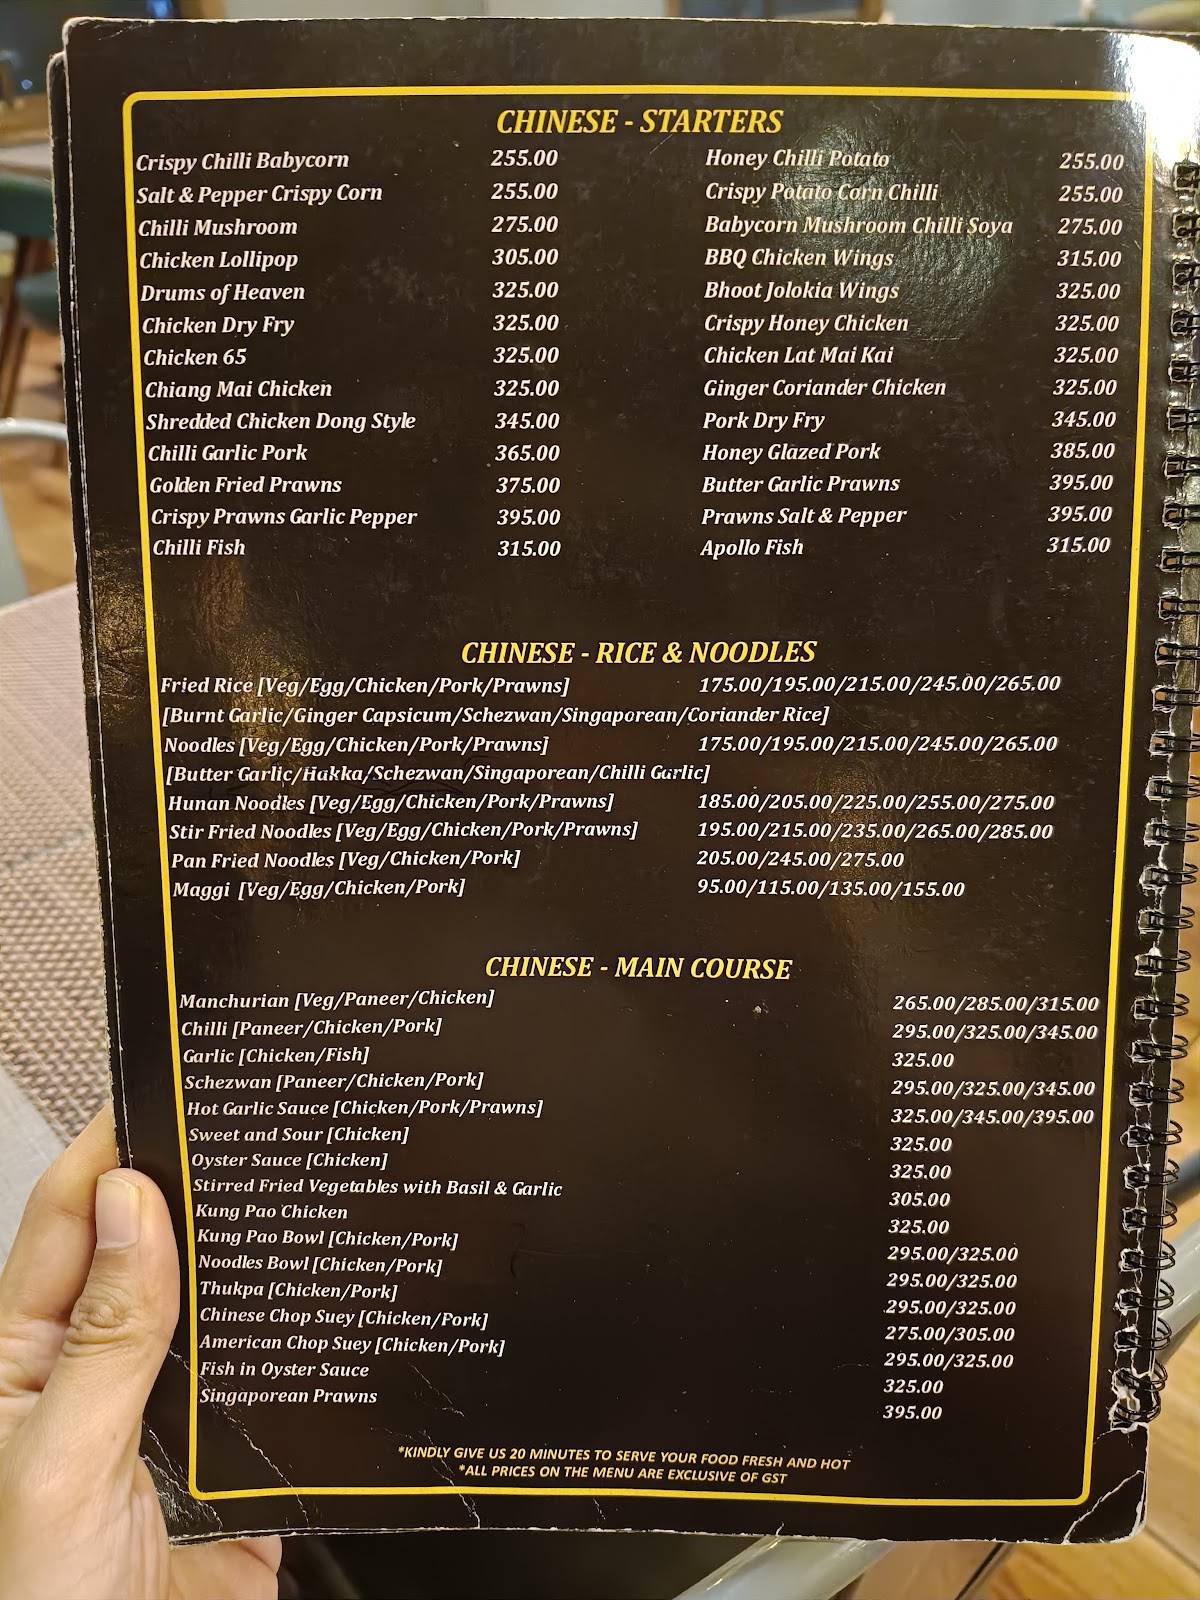 CHINESE - STARTERS
Crispy Chilli Babycorn 255.00 Honey Chilli Potato 255.00
Salt & Pepper Crispy Corn 255.00 Crispy Potato Corn Chilli 255.00
Chilli Mushroom 275.00 Babycorn Mushroom Chilli Soya 275.00
Chicken Lollipop 305.00 BBQ Chicken Wings 315.00
Drums of Heaven 325.00 Bhoot Jolokia Wings 325.00
Chicken Dry Fry 325.00 Crispy Honey Chicken 325.00
Chicken 65 325.00 Chicken Lat Mai Kai 325.00
Chiang Mai Chicken 325.00 Ginger Coriander Chicken 325.00
Shredded Chicken Dong Style 345.00 Pork Dry Fry 345.00
Chilli Garlic Pork 365.00 Honey Glazed Pork 385.00
Golden Fried Prawns 375.00 Butter Garlic Prawns 395.00
Crispy Prawns Garlic Pepper 395.00 Prawns Salt & Pepper 395.00
Chilli Fish 315.00 Apollo Fish 315.00
CHINESE - RICE & NOODLES
Fried Rice [Veg/Egg/Chicken/Pork/Prawns] 175.00/195.00/215.00/245.00/265.00
[Burnt Garlic/Ginger Capsicum/Schezwan/Singaporean/Coriander Rice]
Noodles [Veg/Egg/Chicken/Pork/Prawns] 175.00/195.00/215.00/245.00/265.00
[Butter Garlic/Hakka/Schezwan/Singaporean/Chilli Garlic]
Hunan Noodles [Veg/Egg/Chicken/Pork/Prawns] 185.00/205.00/225.00/255.00/275.00
Stir Fried Noodles [Veg/Egg/Chicken/Pork/Prawns] 195.00/215.00/235.00/265.00/285.00
Pan Fried Noodles [Veg/Chicken/Pork] 205.00/245.00/275.00
Maggi [Veg/Egg/Chicken/Pork] 95.00/115.00/135.00/155.00
CHINESE - MAIN COURSE
Manchurian [Veg/Paneer/Chicken] 265.00/285.00/315.00
Chilli [Paneer/Chicken/Pork] 295.00/325.00/345.00
Garlic [Chicken/Fish] 325.00
Schezwan [Paneer/Chicken/Pork] 295.00/325.00/345.00
Hot Garlic Sauce [Chicken/Pork/Prawns] 325.00/345.00/395.00
Sweet and Sour [Chicken] 325.00
Oyster Sauce [Chicken] 325.00
Stirred Fried Vegetables with Basil & Garlic 305.00
Kung Pao Chicken 325.00
Kung Pao Bowl [Chicken/Pork] 295.00/325.00
Noodles Bowl [Chicken/Pork] 295.00/325.00
Thukpa [Chicken/Pork] 295.00/325.00
Chinese Chop Suey [Chicken/Pork] 275.00/305.00
American Chop Suey [Chicken/Pork] 295.00/325.00
Fish in Oyster Sauce 325.00
Singaporean Prawns 395.00
*KINDLY GIVE US 20 MINUTES TO SERVE YOUR FOOD FRESH AND HOT
*ALL PRICES ON THE MENU ARE EXCLUSIVE OF GST